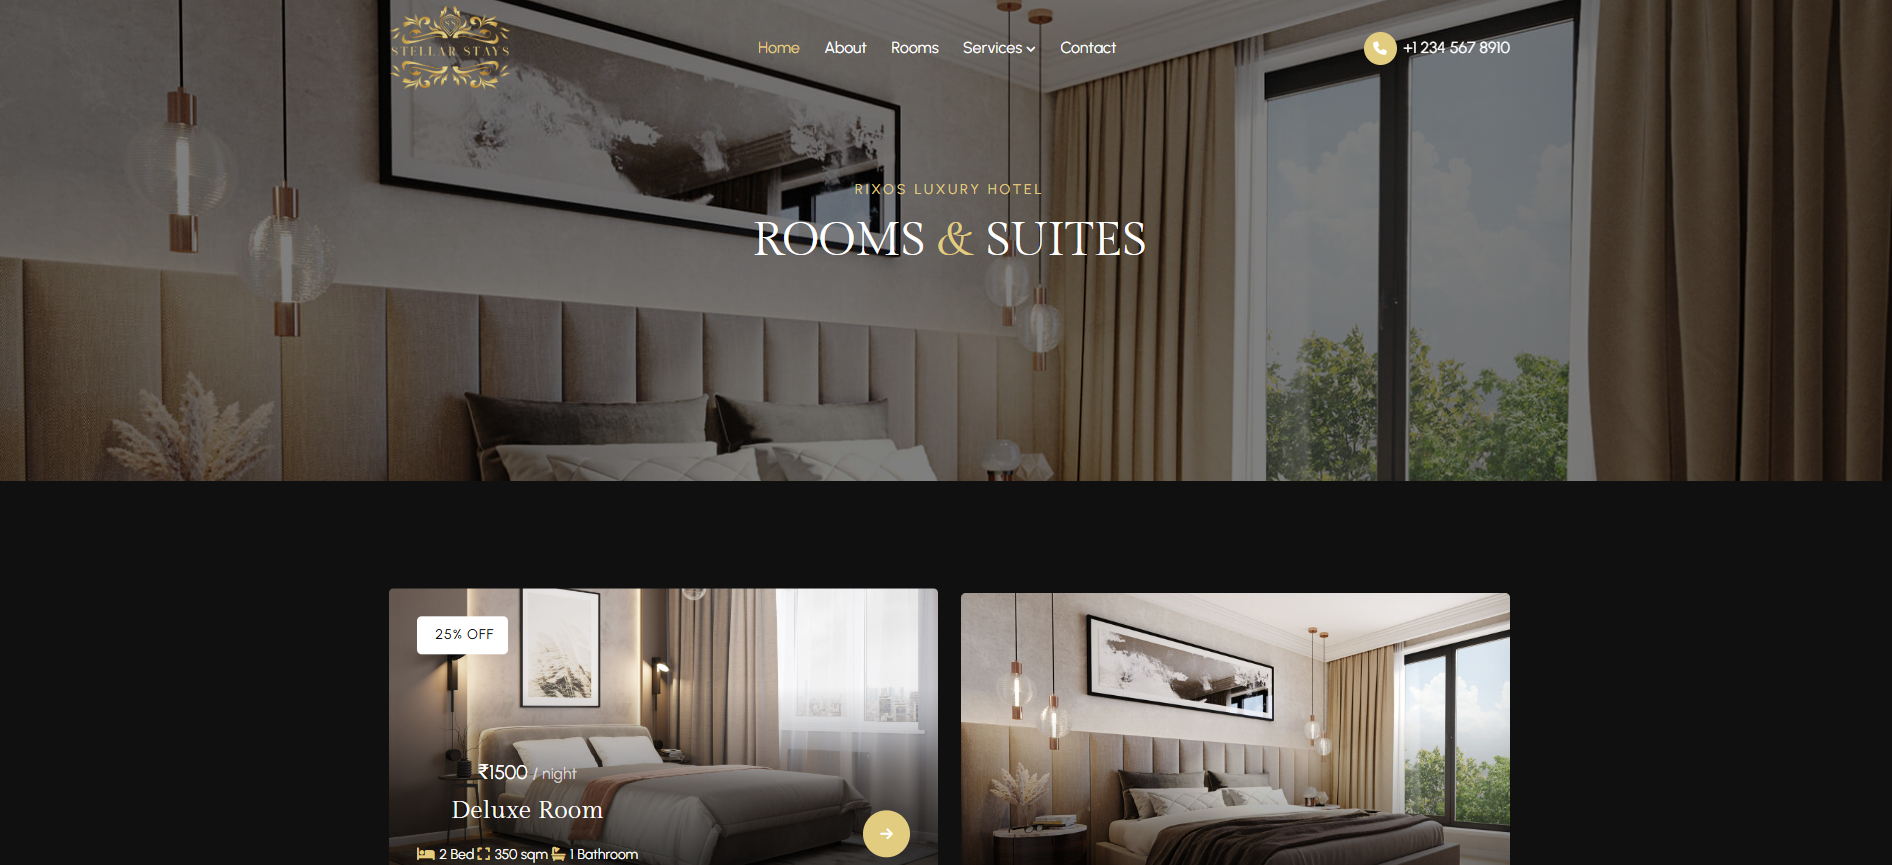 STELLAR STAYS
Home About Rooms Services Contact
+1 234 567 8910
RIXOS LUXURY HOTEL
ROOMS & SUITES
25% OFF
₹1500 / night
Deluxe Room
2 Bed 350 sqm 1 Bathroom